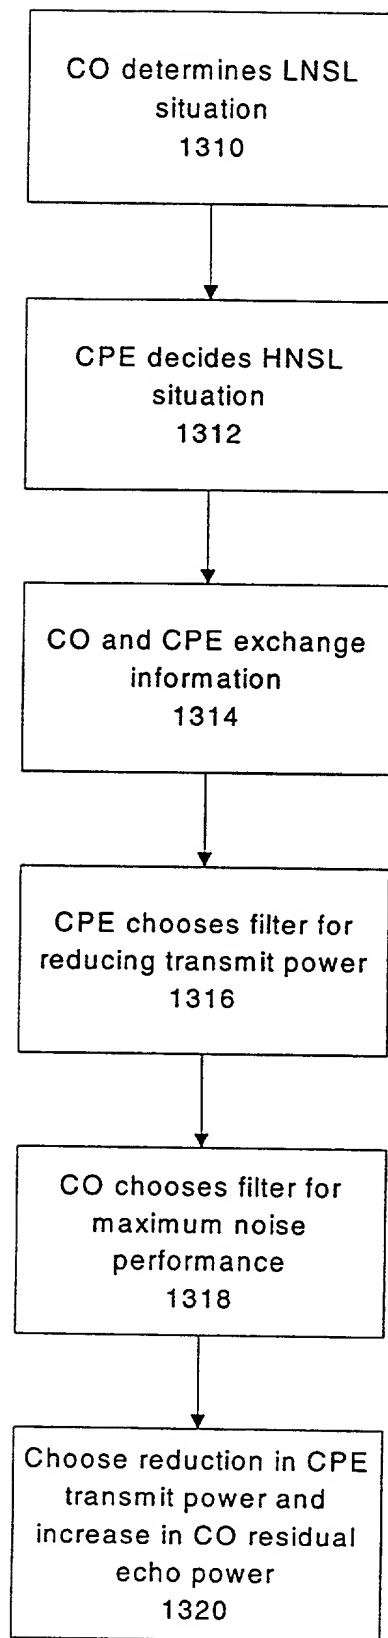 CO determines LNSL
situation
1310
CPE decides HNSL
situation
1312
CO and CPE exchange
information
1314
CPE chooses filter for
reducing transmit power
1316
CO chooses filter for
maximum noise
performance
1318
Choose reduction in CPE
transmit power and
increase in CO residual
echo power
1320